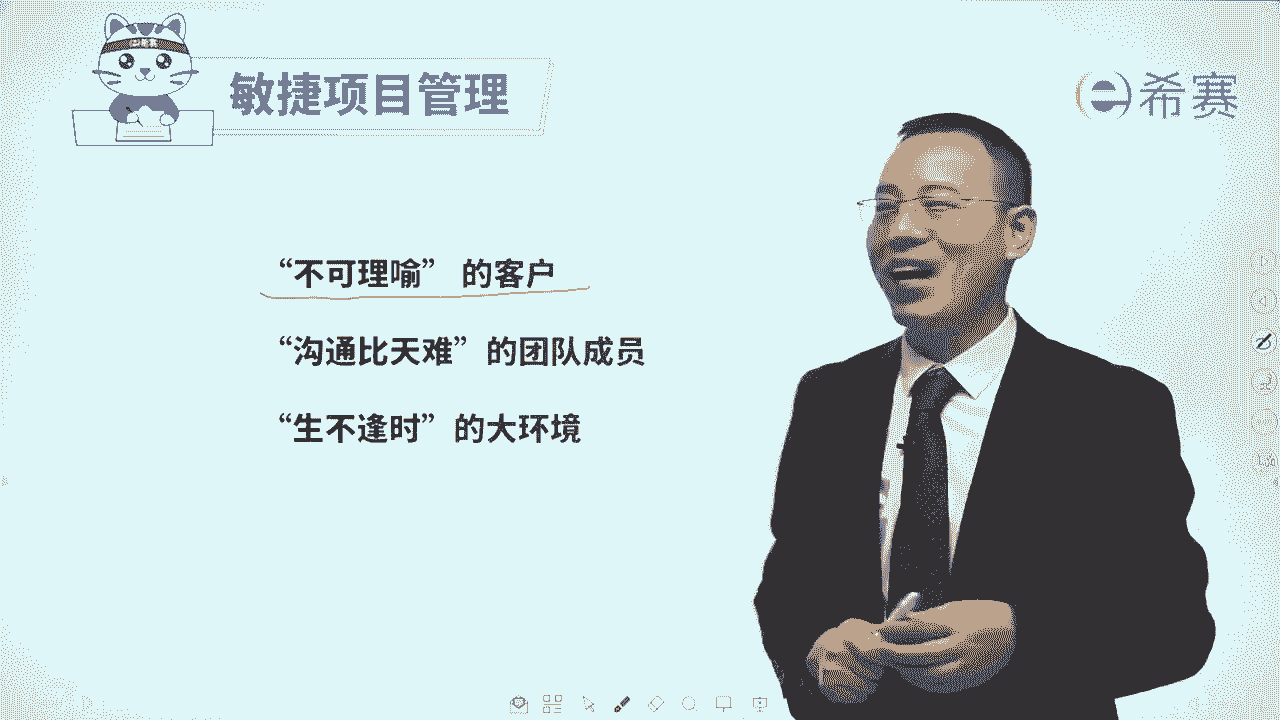 敏捷项目管理
希赛
“不可理喻” 的客户
“沟通比天难”的团队成员
“生不逢时”的大环境